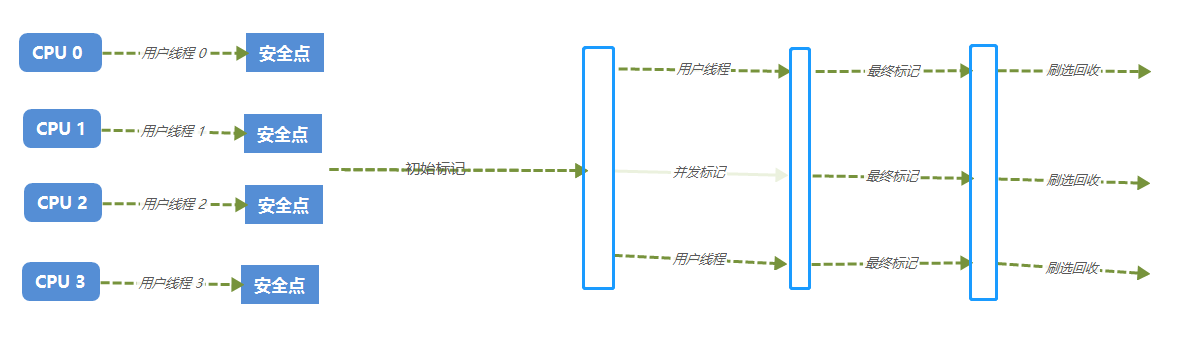 CPU 0
用户线程 0
安全点
CPU 1
用户线程 1
安全点
CPU 2
用户线程 2
安全点
CPU 3
用户线程 3
安全点
初始标记
用户线程
并发标记
用户线程
最终标记
最终标记
最终标记
刷选回收
刷选回收
刷选回收